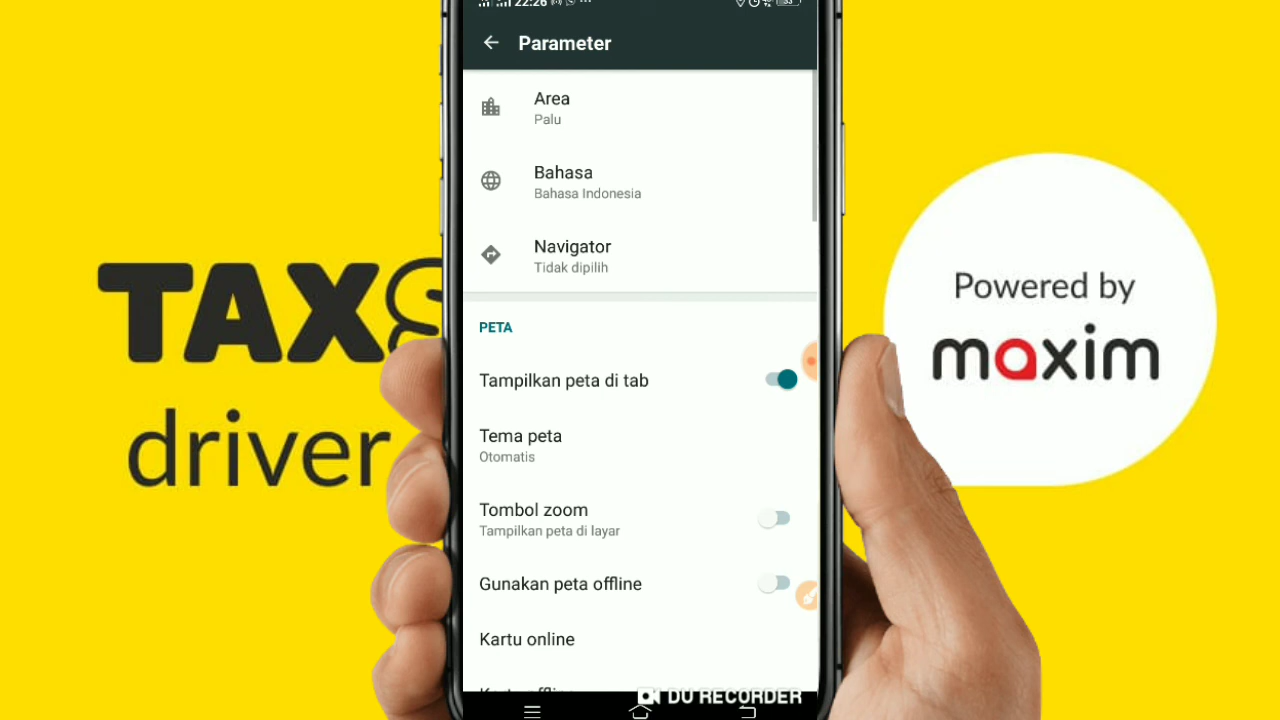 22:26
Parameter
Area
Palu
Bahasa
Bahasa Indonesia
Navigator
Tidak dipilih
PETA
Tampilkan peta di tab
Tema peta
Otomatis
Tombol zoom
Tampilkan peta di layar
Gunakan peta offline
Kartu online
DU RECORDER
driver
Powered by
maxim